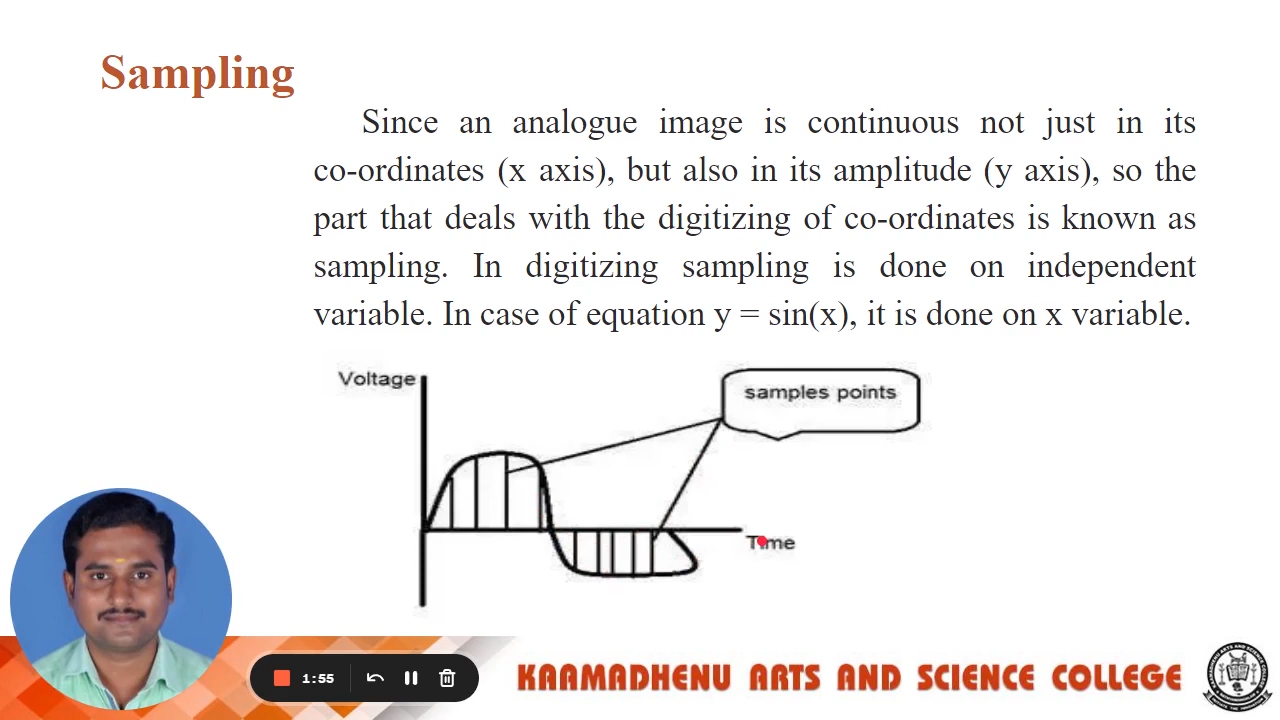 Sampling
Since an analogue image is continuous not just in its
co-ordinates (x axis), but also in its amplitude (y axis), so the
part that deals with the digitizing of co-ordinates is known as
sampling. In digitizing sampling is done on independent
variable. In case of equation y = sin(x), it is done on x variable.
Voltage
samples points
Time
1:55
KAAMADHENU ARTS AND SCIENCE COLLEGE